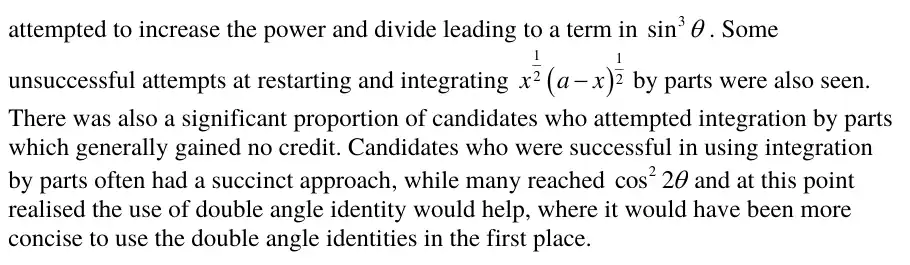 attempted to increase the power and divide leading to a term in sin³ θ. Some
unsuccessful attempts at restarting and integrating x^{1/2}(a − x)^{1/2} by parts were also seen.
There was also a significant proportion of candidates who attempted integration by parts
which generally gained no credit. Candidates who were successful in using integration
by parts often had a succinct approach, while many reached cos² 2θ and at this point
realised the use of double angle identity would help, where it would have been more
concise to use the double angle identities in the first place.